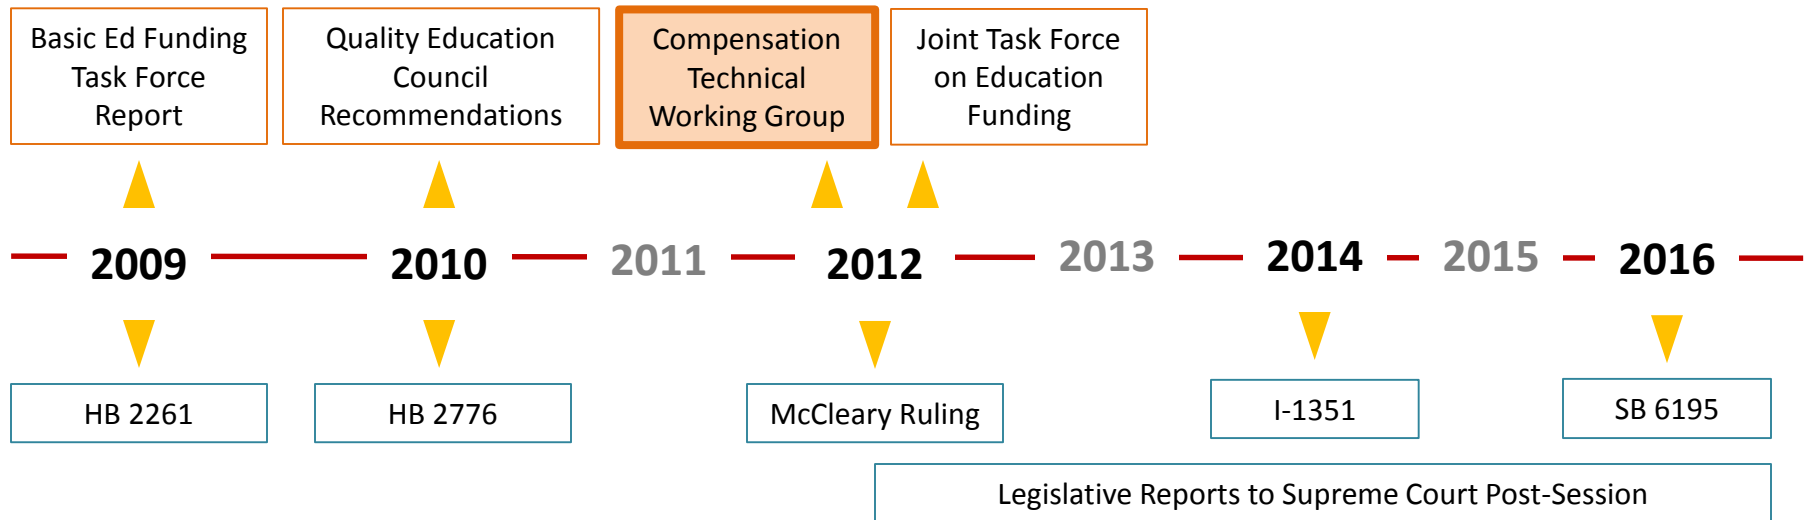 Basic Ed Funding
Task Force
Report
Quality Education
Council
Recommendations
Compensation
Technical
Working Group
Joint Task Force
on Education
Funding
2009 2010 2011 2012 2013 2014 2015 2016
HB 2261
HB 2776
McCleary Ruling
I-1351
SB 6195
Legislative Reports to Supreme Court Post-Session